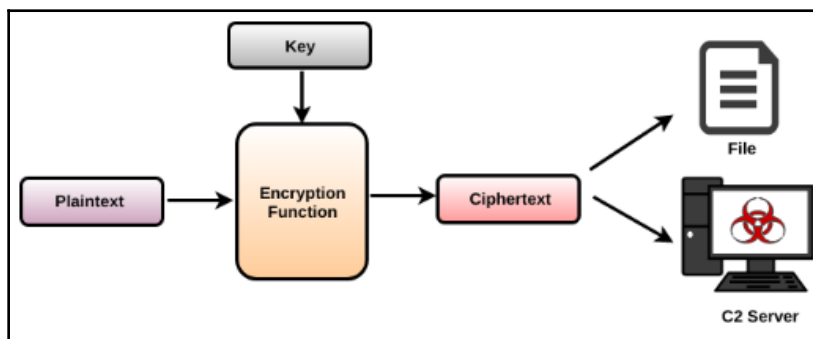 Key
Plaintext
Encryption
Function
Ciphertext
File
C2 Server